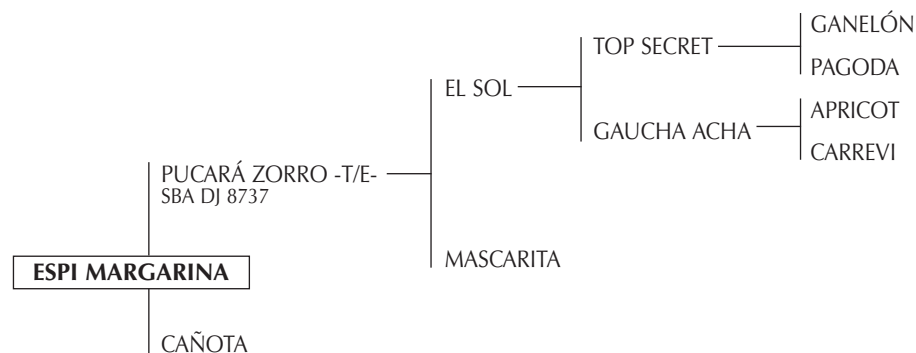 GANELÓN
TOP SECRET
PAGODA
EL SOL
APRICOT
GAUCHA ACHA
CARREVI
PUCARÁ ZORRO -T/E-
SBA DJ 8737
MASCARITA
ESPI MARGARINA
CAÑOTA